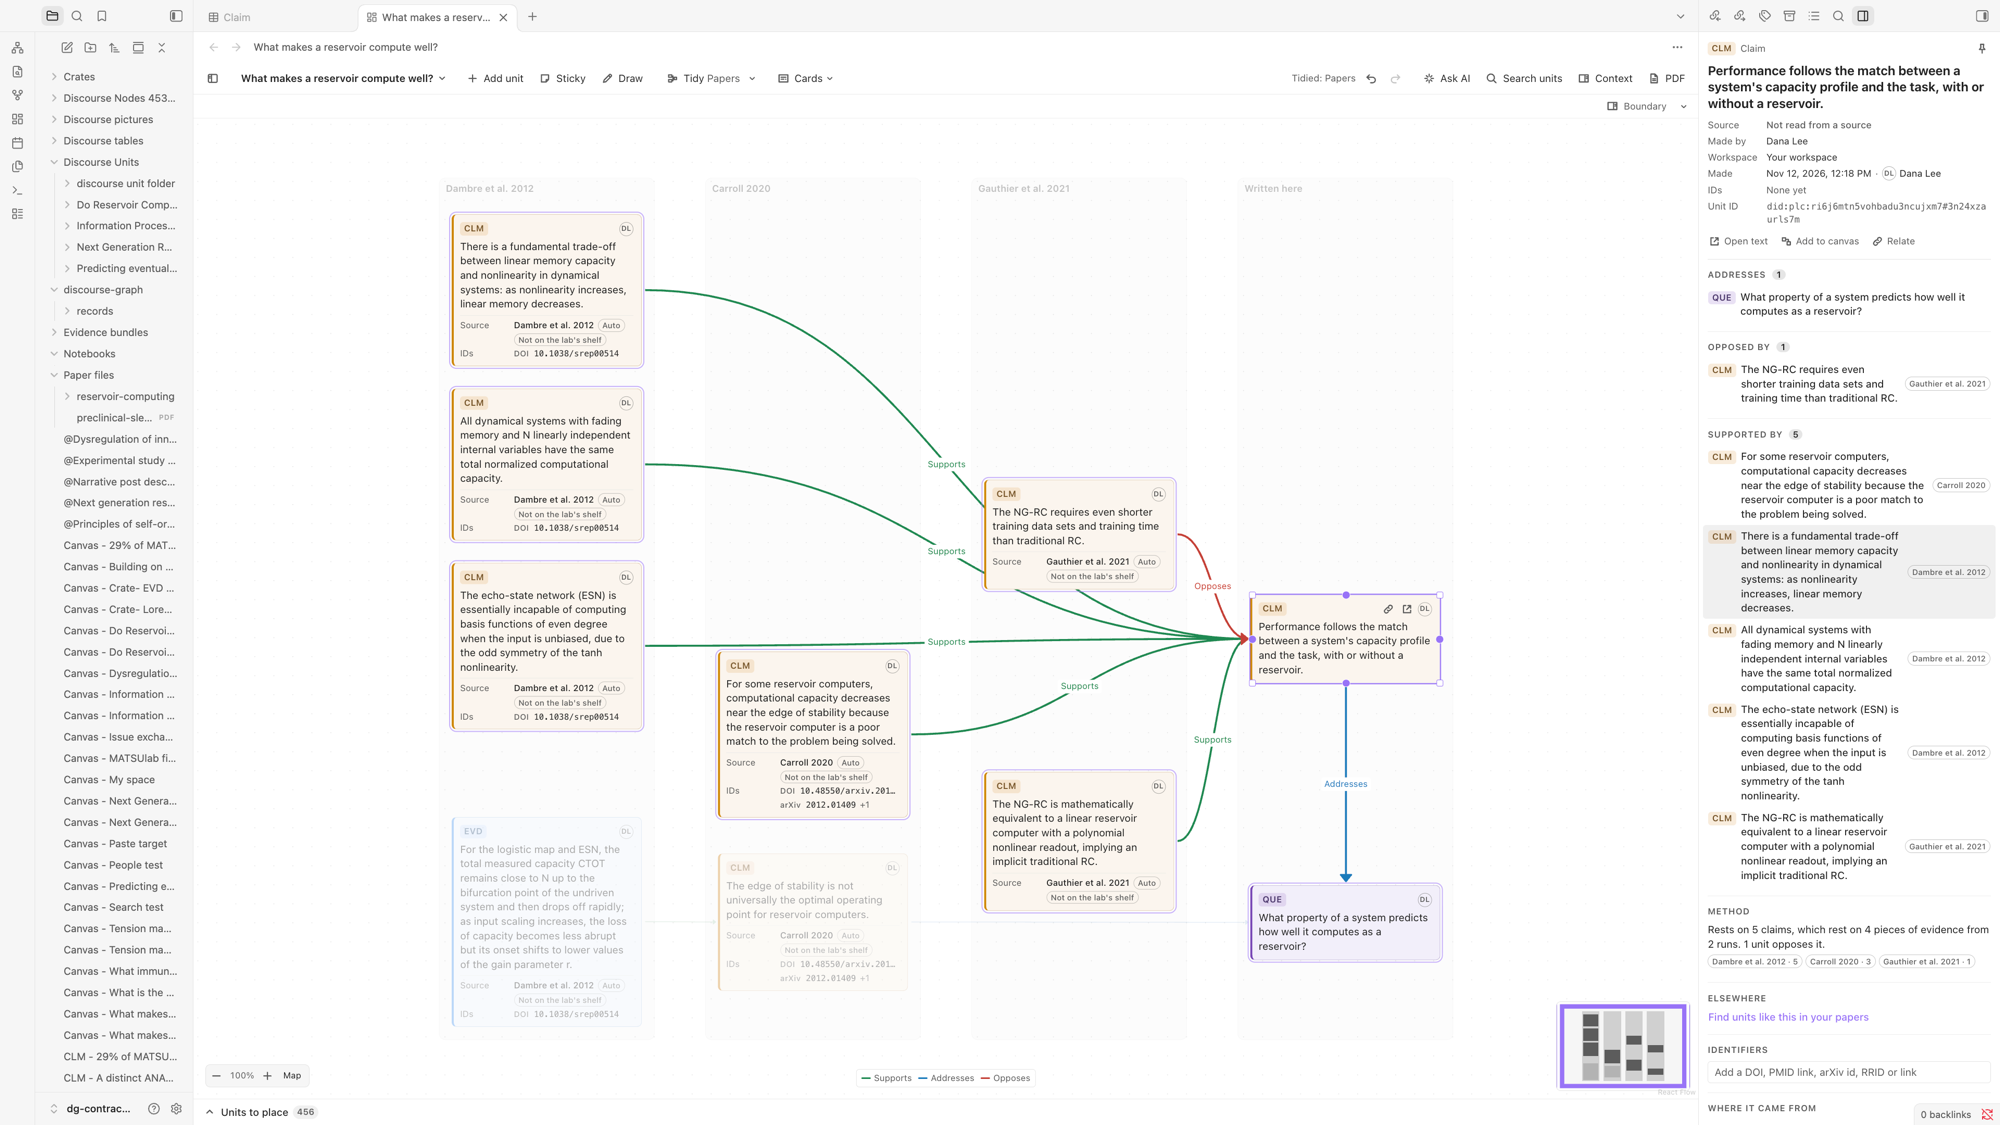 Claim
What makes a reserv...
What makes a reservoir compute well?
What makes a reservoir compute well?
Add unit
Sticky
Draw
Tidy Papers
Cards
Tidied: Papers
Ask AI
Search units
Context
PDF
Boundary
Crates
Discourse Nodes 453...
Discourse pictures
Discourse tables
Discourse Units
discourse unit folder
Do Reservoir Comp...
Information Proces...
Next Generation R...
Predicting eventual...
discourse-graph
records
Evidence bundles
Notebooks
Paper files
reservoir-computing
preclinical-sle... PDF
@Dysregulation of inn...
@Experimental study ...
@Narrative post desc...
@Next generation res...
@Principles of self-or...
Canvas - 29% of MAT...
Canvas - Building on ...
Canvas - Crate- EVD ...
Canvas - Crate- Lore...
Canvas - Do Reservoi...
Canvas - Do Reservoi...
Canvas - Dysregulatio...
Canvas - Information ...
Canvas - Information ...
Canvas - Issue excha...
Canvas - MATSUlab fi...
Canvas - My space
Canvas - Next Genera...
Canvas - Next Genera...
Canvas - Paste target
Canvas - People test
Canvas - Predicting e...
Canvas - Search test
Canvas - Tension ma...
Canvas - Tension ma...
Canvas - What immun...
Canvas - What is the ...
Canvas - What makes...
Canvas - What makes...
CLM - 29% of MATSU...
CLM - A distinct ANA...
dg-contrac...
Dambre et al. 2012
CLM DL
There is a fundamental trade-off
between linear memory capacity
and nonlinearity in dynamical
systems: as nonlinearity increases,
linear memory decreases.
Source Dambre et al. 2012 Auto
Not on the lab's shelf
IDs DOI 10.1038/srep00514
CLM DL
All dynamical systems with fading
memory and N linearly independent
internal variables have the same
total normalized computational
capacity.
Source Dambre et al. 2012 Auto
Not on the lab's shelf
IDs DOI 10.1038/srep00514
CLM DL
The echo-state network (ESN) is
essentially incapable of computing
basis functions of even degree
when the input is unbiased, due to
the odd symmetry of the tanh
nonlinearity.
Source Dambre et al. 2012 Auto
Not on the lab's shelf
IDs DOI 10.1038/srep00514
EVD DL
For the logistic map and ESN, the
total measured capacity CTOT
remains close to N up to the
bifurcation point of the undriven
system and then drops off rapidly;
as input scaling increases, the loss
of capacity becomes less abrupt
but its onset shifts to lower values
of the gain parameter r.
Source Dambre et al. 2012 Auto
Not on the lab's shelf
IDs DOI 10.1038/srep00514
Carroll 2020
CLM DL
For some reservoir computers,
computational capacity decreases
near the edge of stability because
the reservoir computer is a poor
match to the problem being solved.
Source Carroll 2020 Auto
Not on the lab's shelf
IDs DOI 10.48550/arxiv.201...
arXiv 2012.01409 +1
CLM DL
The edge of stability is not
universally the optimal operating
point for reservoir computers.
Source Carroll 2020 Auto
Not on the lab's shelf
IDs DOI 10.48550/arxiv.201...
arXiv 2012.01409 +1
Gauthier et al. 2021
CLM DL
The NG-RC requires even shorter
training data sets and training time
than traditional RC.
Source Gauthier et al. 2021 Auto
Not on the lab's shelf
CLM DL
The NG-RC is mathematically
equivalent to a linear reservoir
computer with a polynomial
nonlinear readout, implying an
implicit traditional RC.
Source Gauthier et al. 2021 Auto
Not on the lab's shelf
Written here
CLM DL
Performance follows the match
between a system's capacity profile
and the task, with or without a
reservoir.
QUE DL
What property of a system predicts
how well it computes as a
reservoir?
Supports
Supports
Supports
Supports
Supports
Opposes
Addresses
100%
Map
Supports Addresses Opposes
React Flow
Units to place 456
CLM Claim
Performance follows the match between a
system's capacity profile and the task, with or
without a reservoir.
Source Not read from a source
Made by Dana Lee
Workspace Your workspace
Made Nov 12, 2026, 12:18 PM · DL Dana Lee
IDs None yet
Unit ID did:plc:ri6j6mtn5vohbadu3ncujxm7#3n24xza
urls7m
Open text Add to canvas Relate
ADDRESSES 1
QUE What property of a system predicts how well it
computes as a reservoir?
OPPOSED BY 1
CLM The NG-RC requires even
shorter training data sets and
training time than traditional RC.
Gauthier et al. 2021
SUPPORTED BY 5
CLM For some reservoir computers,
computational capacity decreases
near the edge of stability because the
reservoir computer is a poor match to
the problem being solved.
Carroll 2020
CLM There is a fundamental trade-off
between linear memory capacity
and nonlinearity in dynamical
systems: as nonlinearity
increases, linear memory
decreases.
Dambre et al. 2012
CLM All dynamical systems with
fading memory and N linearly
independent internal variables
have the same total normalized
computational capacity.
Dambre et al. 2012
CLM The echo-state network (ESN) is
essentially incapable of
computing basis functions of
even degree when the input is
unbiased, due to the odd
symmetry of the tanh
nonlinearity.
Dambre et al. 2012
CLM The NG-RC is mathematically
equivalent to a linear reservoir
computer with a polynomial
nonlinear readout, implying an
implicit traditional RC.
Gauthier et al. 2021
METHOD
Rests on 5 claims, which rest on 4 pieces of evidence from
2 runs. 1 unit opposes it.
Dambre et al. 2012 · 5 Carroll 2020 · 3 Gauthier et al. 2021 · 1
ELSEWHERE
Find units like this in your papers
IDENTIFIERS
Add a DOI, PMID link, arXiv id, RRID or link
WHERE IT CAME FROM
0 backlinks